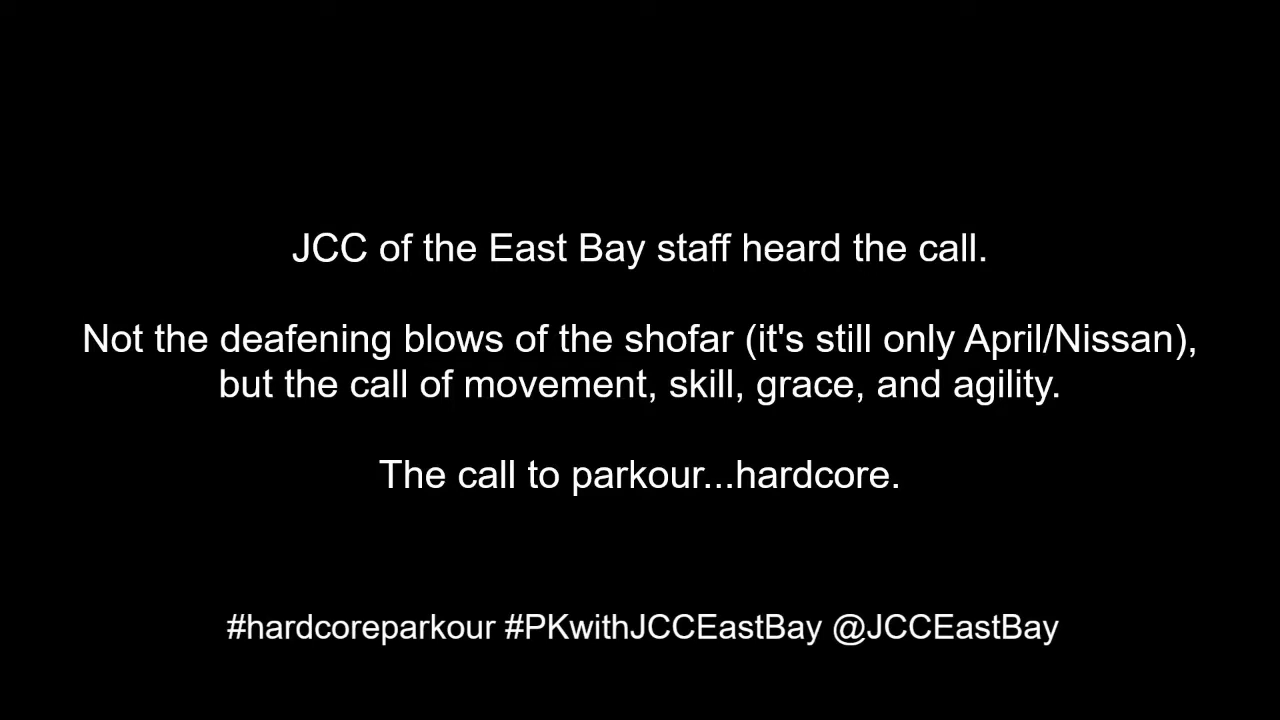 JCC of the East Bay staff heard the call.
Not the deafening blows of the shofar (it's still only April/Nissan),
but the call of movement, skill, grace, and agility.
The call to parkour...hardcore.
#hardcoreparkour #PKwithJCCEastBay @JCCEastBay